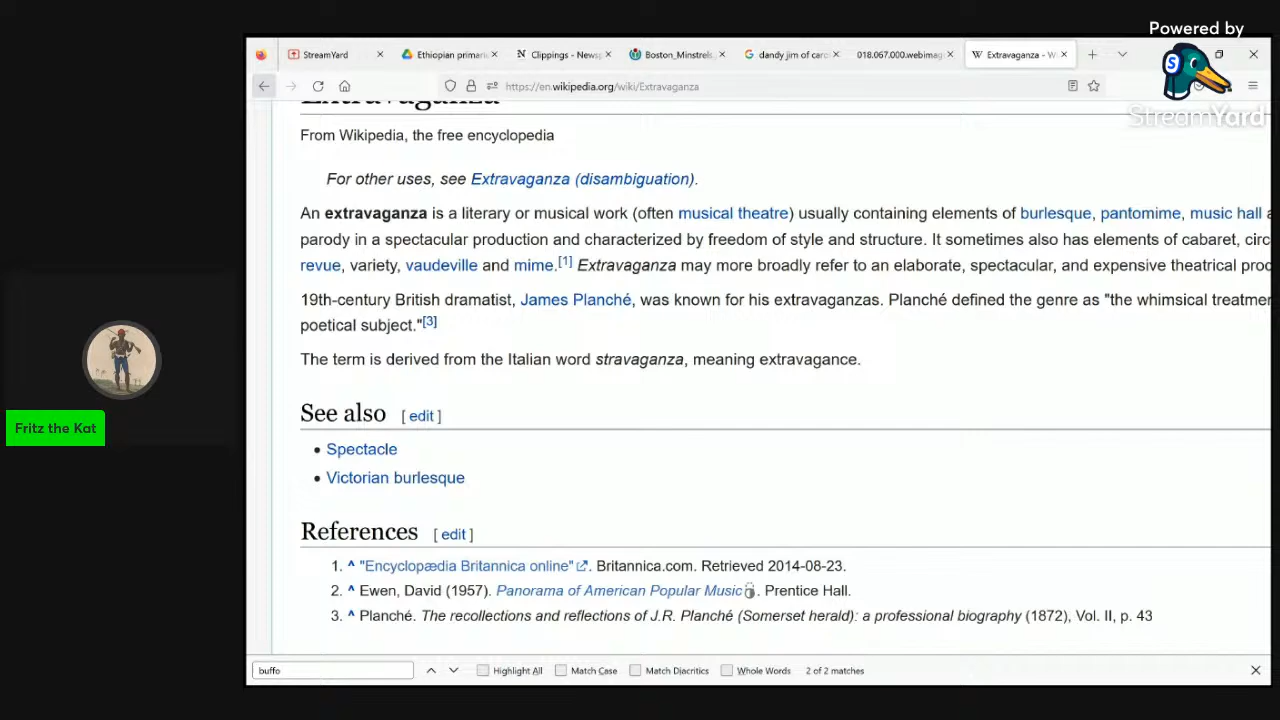 Powered by
StreamYard
StreamYard
Ethiopian primari
Clippings - Newsp
Boston_Minstrels_
dandy jim of caro
018.067.000.webimag
Extravaganza - W
https://en.wikipedia.org/wiki/Extravaganza
Extravaganza
From Wikipedia, the free encyclopedia
For other uses, see Extravaganza (disambiguation).
An extravaganza is a literary or musical work (often musical theatre) usually containing elements of burlesque, pantomime, music hall a
parody in a spectacular production and characterized by freedom of style and structure. It sometimes also has elements of cabaret, circ
revue, variety, vaudeville and mime.[1] Extravaganza may more broadly refer to an elaborate, spectacular, and expensive theatrical prod
19th-century British dramatist, James Planché, was known for his extravaganzas. Planché defined the genre as "the whimsical treatme
poetical subject."[3]
The term is derived from the Italian word stravaganza, meaning extravagance.
See also [ edit ]
• Spectacle
• Victorian burlesque
References [ edit ]
1. ^ "Encyclopædia Britannica online". Britannica.com. Retrieved 2014-08-23.
2. ^ Ewen, David (1957). Panorama of American Popular Music. Prentice Hall.
3. ^ Planché. The recollections and reflections of J.R. Planché (Somerset herald): a professional biography (1872), Vol. II, p. 43
buffo Highlight All Match Case Match Diacritics Whole Words 2 of 2 matches
Fritz the Kat